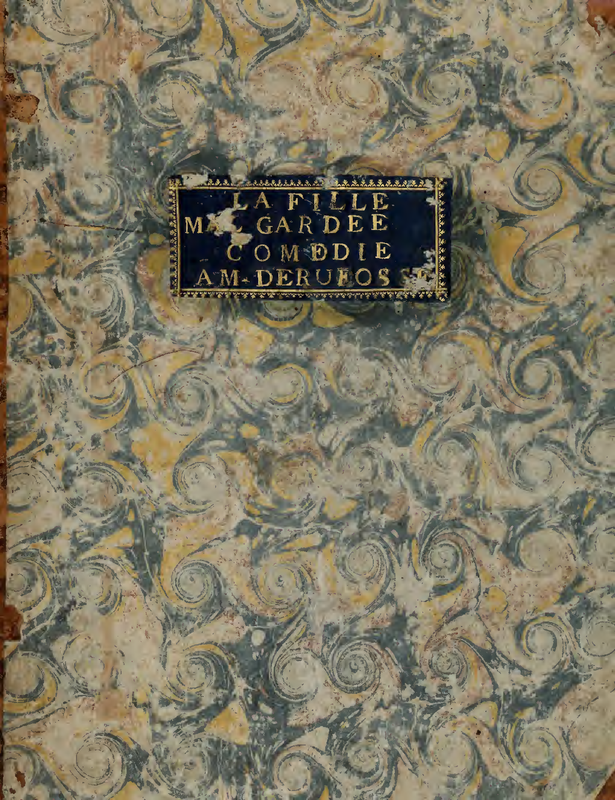 LA FILLE
MAL GARDEE
COMEDIE
A M. DERUFOSSE